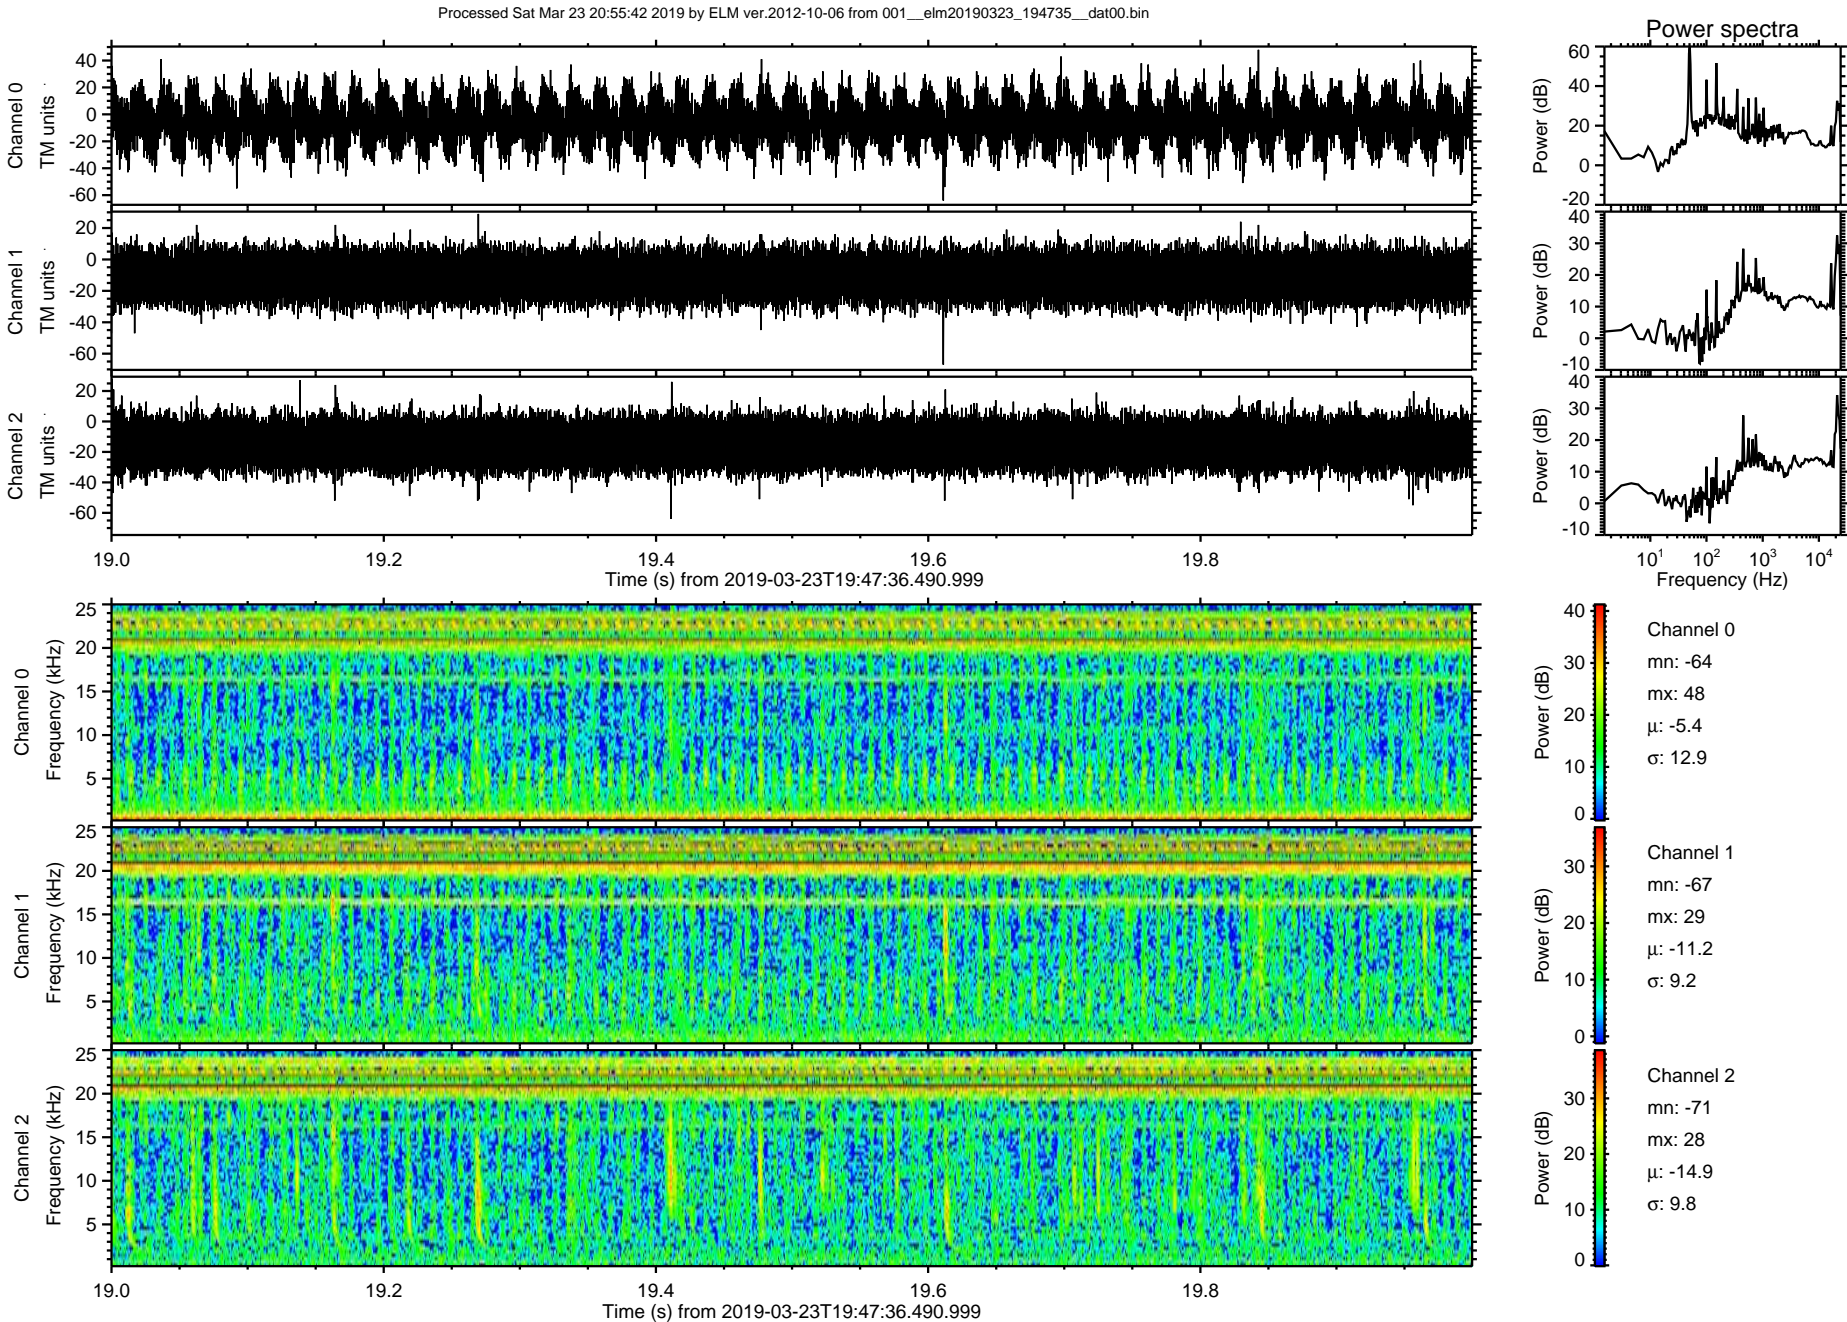 Processed Sat Mar 23 20:55:42 2019 by ELM ver.2012-10-06 from 001__elm20190323_194735__dat00.bin
Power spectra
Channel 0
TM units
40
20
0
-20
-40
-60
Power (dB)
60
40
20
0
-20
Channel 1
TM units
20
0
-20
-40
-60
Power (dB)
40
30
20
10
0
-10
Channel 2
TM units
20
0
-20
-40
-60
Power (dB)
40
30
20
10
0
-10
19.0 19.2 19.4 19.6 19.8
Time (s) from 2019-03-23T19:47:36.490.999
10¹ 10² 10³ 10⁴
Frequency (Hz)
Channel 0
Frequency (kHz)
25
20
15
10
5
Power (dB)
40
30
20
10
0
Channel 0
mn: -64
mx: 48
μ: -5.4
σ: 12.9
Channel 1
Frequency (kHz)
25
20
15
10
5
Power (dB)
30
20
10
0
Channel 1
mn: -67
mx: 29
μ: -11.2
σ: 9.2
Channel 2
Frequency (kHz)
25
20
15
10
5
Power (dB)
30
20
10
0
Channel 2
mn: -71
mx: 28
μ: -14.9
σ: 9.8
19.0 19.2 19.4 19.6 19.8
Time (s) from 2019-03-23T19:47:36.490.999